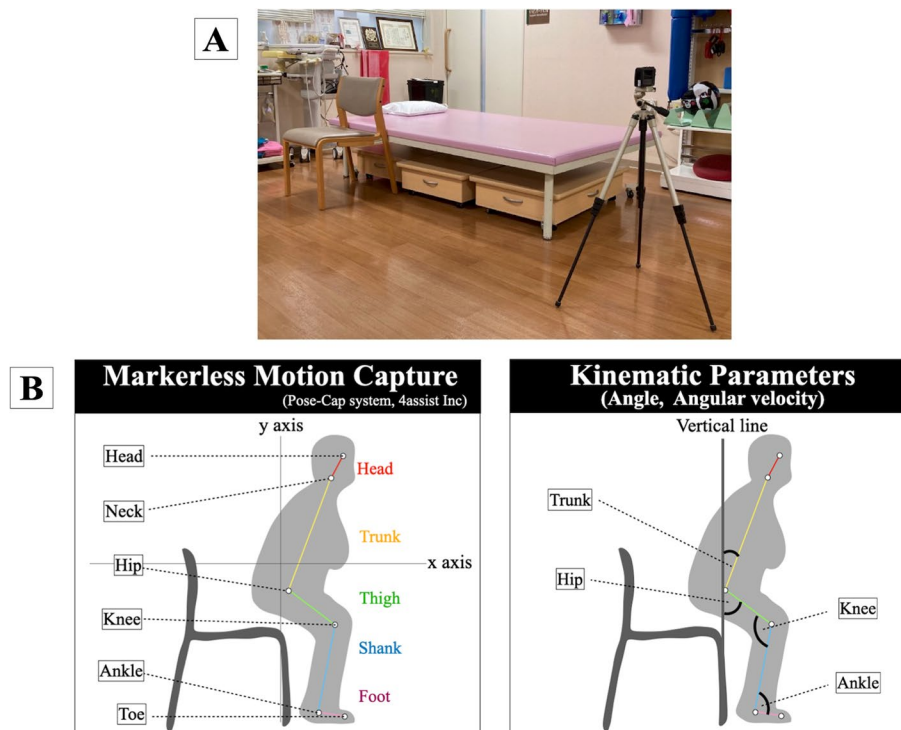 A
B
Markerless Motion Capture
(Pose-Cap system, 4assist Inc)
y axis
Head
Head
Neck
Trunk
x axis
Hip
Thigh
Knee
Shank
Ankle
Foot
Toe
Kinematic Parameters
(Angle, Angular velocity)
Vertical line
Trunk
Hip
Knee
Ankle